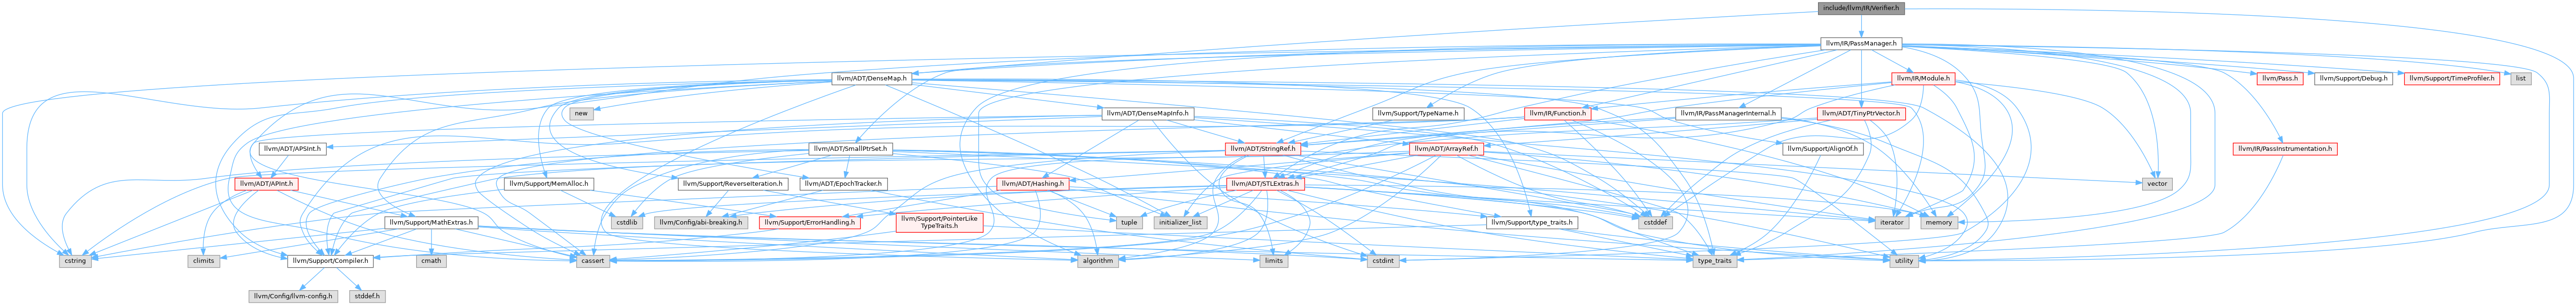 include/llvm/IR/Verifier.h
llvm/IR/PassManager.h
llvm/ADT/DenseMap.h
llvm/IR/Module.h
llvm/Pass.h
llvm/Support/Debug.h
llvm/Support/TimeProfiler.h
list
new
llvm/ADT/DenseMapInfo.h
llvm/Support/TypeName.h
llvm/IR/Function.h
llvm/IR/PassManagerInternal.h
llvm/ADT/TinyPtrVector.h
llvm/ADT/APSInt.h
llvm/ADT/SmallPtrSet.h
llvm/ADT/StringRef.h
llvm/ADT/ArrayRef.h
llvm/Support/AlignOf.h
llvm/IR/PassInstrumentation.h
llvm/ADT/APInt.h
llvm/Support/MemAlloc.h
llvm/Support/ReverseIteration.h
llvm/ADT/EpochTracker.h
llvm/ADT/Hashing.h
llvm/ADT/STLExtras.h
vector
llvm/Support/MathExtras.h
cstdlib
llvm/Config/abi-breaking.h
llvm/Support/ErrorHandling.h
llvm/Support/PointerLike
TypeTraits.h
tuple
initializer_list
llvm/Support/type_traits.h
cstddef
iterator
memory
cstring
climits
llvm/Support/Compiler.h
cmath
cassert
algorithm
limits
cstdint
type_traits
utility
llvm/Config/llvm-config.h
stddef.h